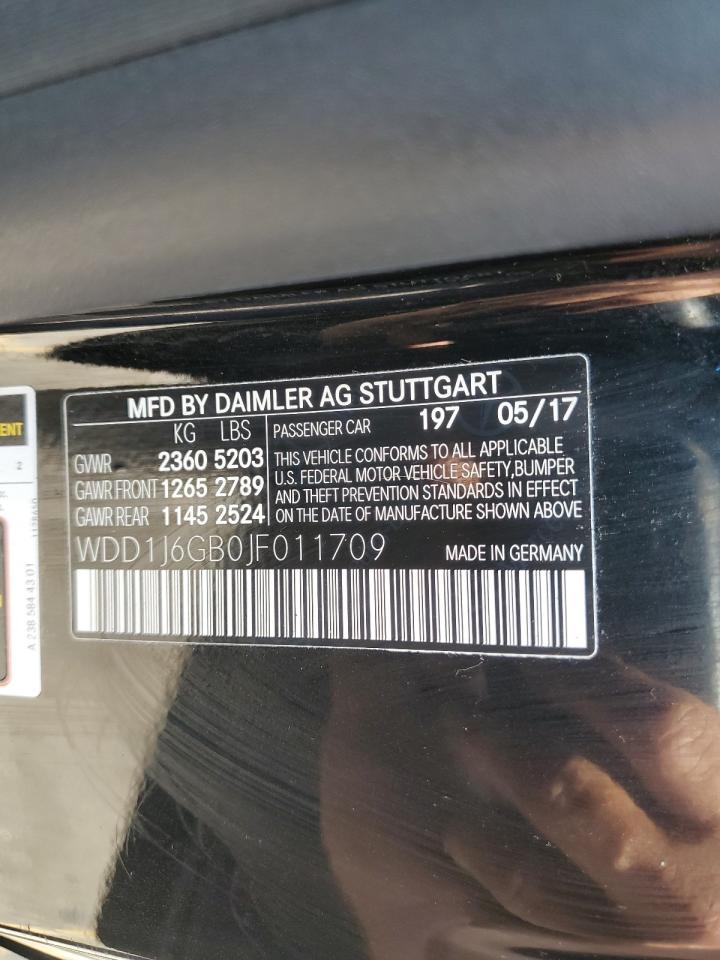 MFD BY DAIMLER AG STUTTGART
KG LBS PASSENGER CAR 197 05/17
GVWR 2360 5203
GAWR FRONT 1265 2789
GAWR REAR 1145 2524
THIS VEHICLE CONFORMS TO ALL APPLICABLE
U.S. FEDERAL MOTOR VEHICLE SAFETY,BUMPER
AND THEFT PREVENTION STANDARDS IN EFFECT
ON THE DATE OF MANUFACTURE SHOWN ABOVE
WDD1J6GB0JF011709 MADE IN GERMANY
ENT
2
A 238 584 43 01